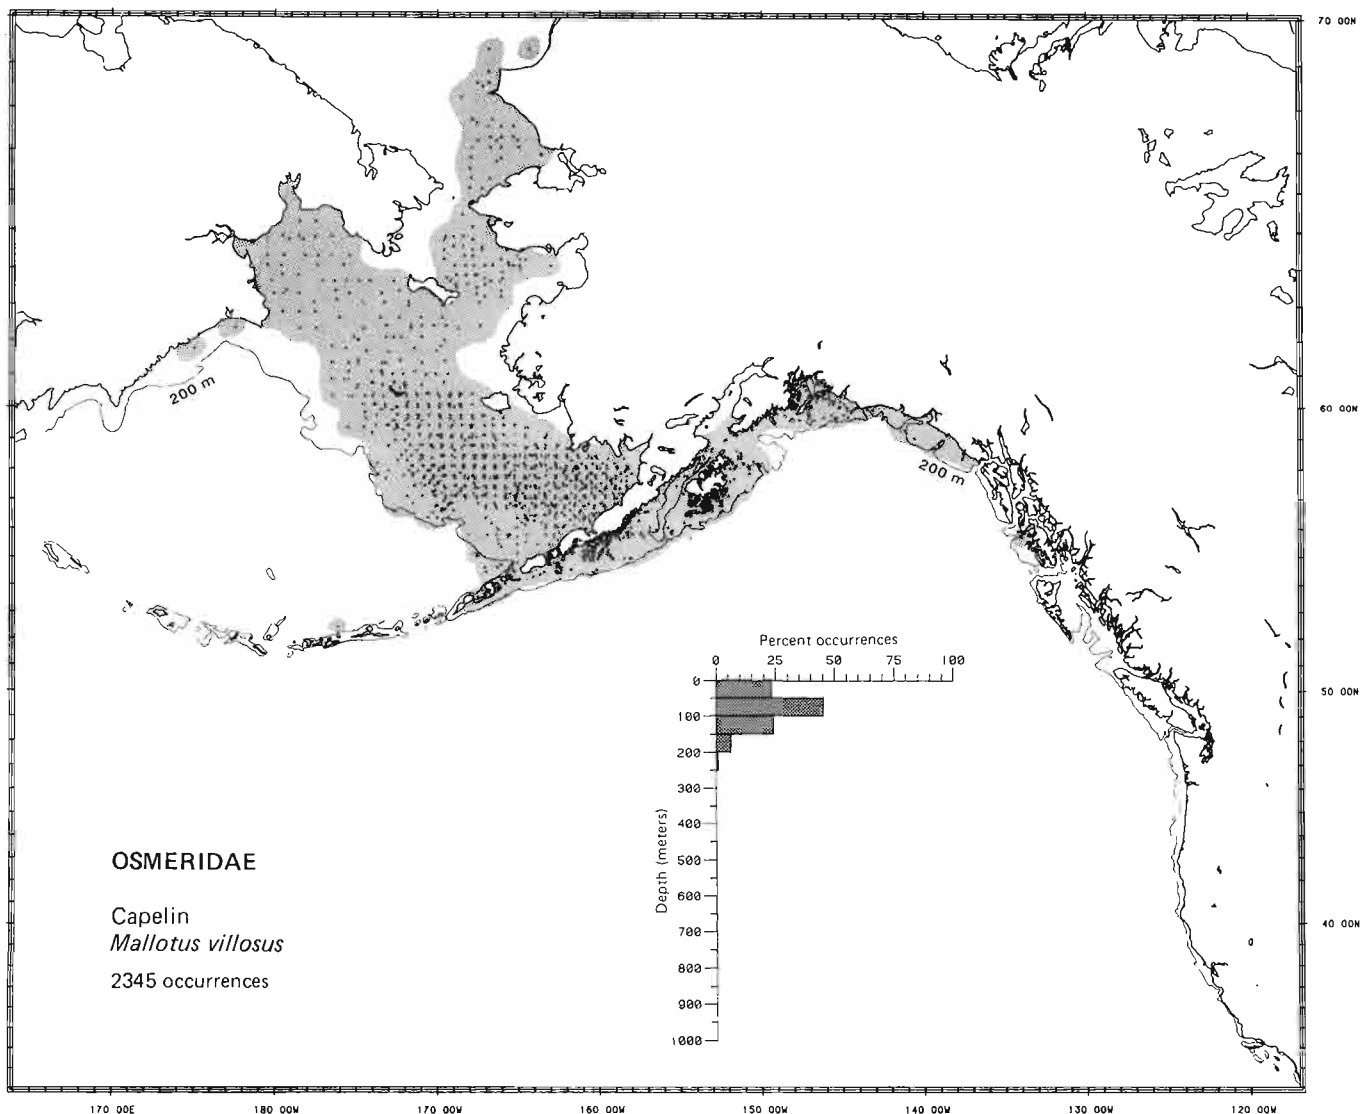 70 00N
200 m
60 00N
200 m
Percent occurrences
0 25 50 75 100
0
50 00N
100
200
300
400
500
600
700
800
900
1000
Depth (meters)
OSMERIDAE
Capelin
Mallotus villosus
2345 occurrences
40 00N
170 00E 180 00W 170 00W 160 00W 150 00W 140 00W 130 00W 120 00W